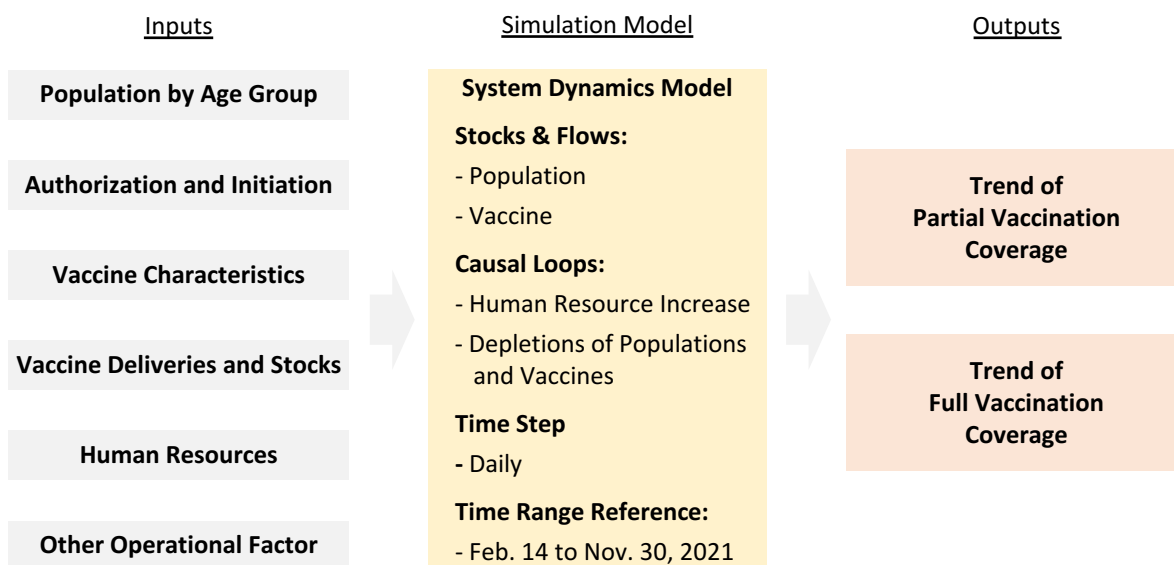 Inputs
Population by Age Group
Authorization and Initiation
Vaccine Characteristics
Vaccine Deliveries and Stocks
Human Resources
Other Operational Factor
Simulation Model
System Dynamics Model
Stocks & Flows:
- Population
- Vaccine
Causal Loops:
- Human Resource Increase
- Depletions of Populations
and Vaccines
Time Step
- Daily
Time Range Reference:
- Feb. 14 to Nov. 30, 2021
Outputs
Trend of
Partial Vaccination
Coverage
Trend of
Full Vaccination
Coverage